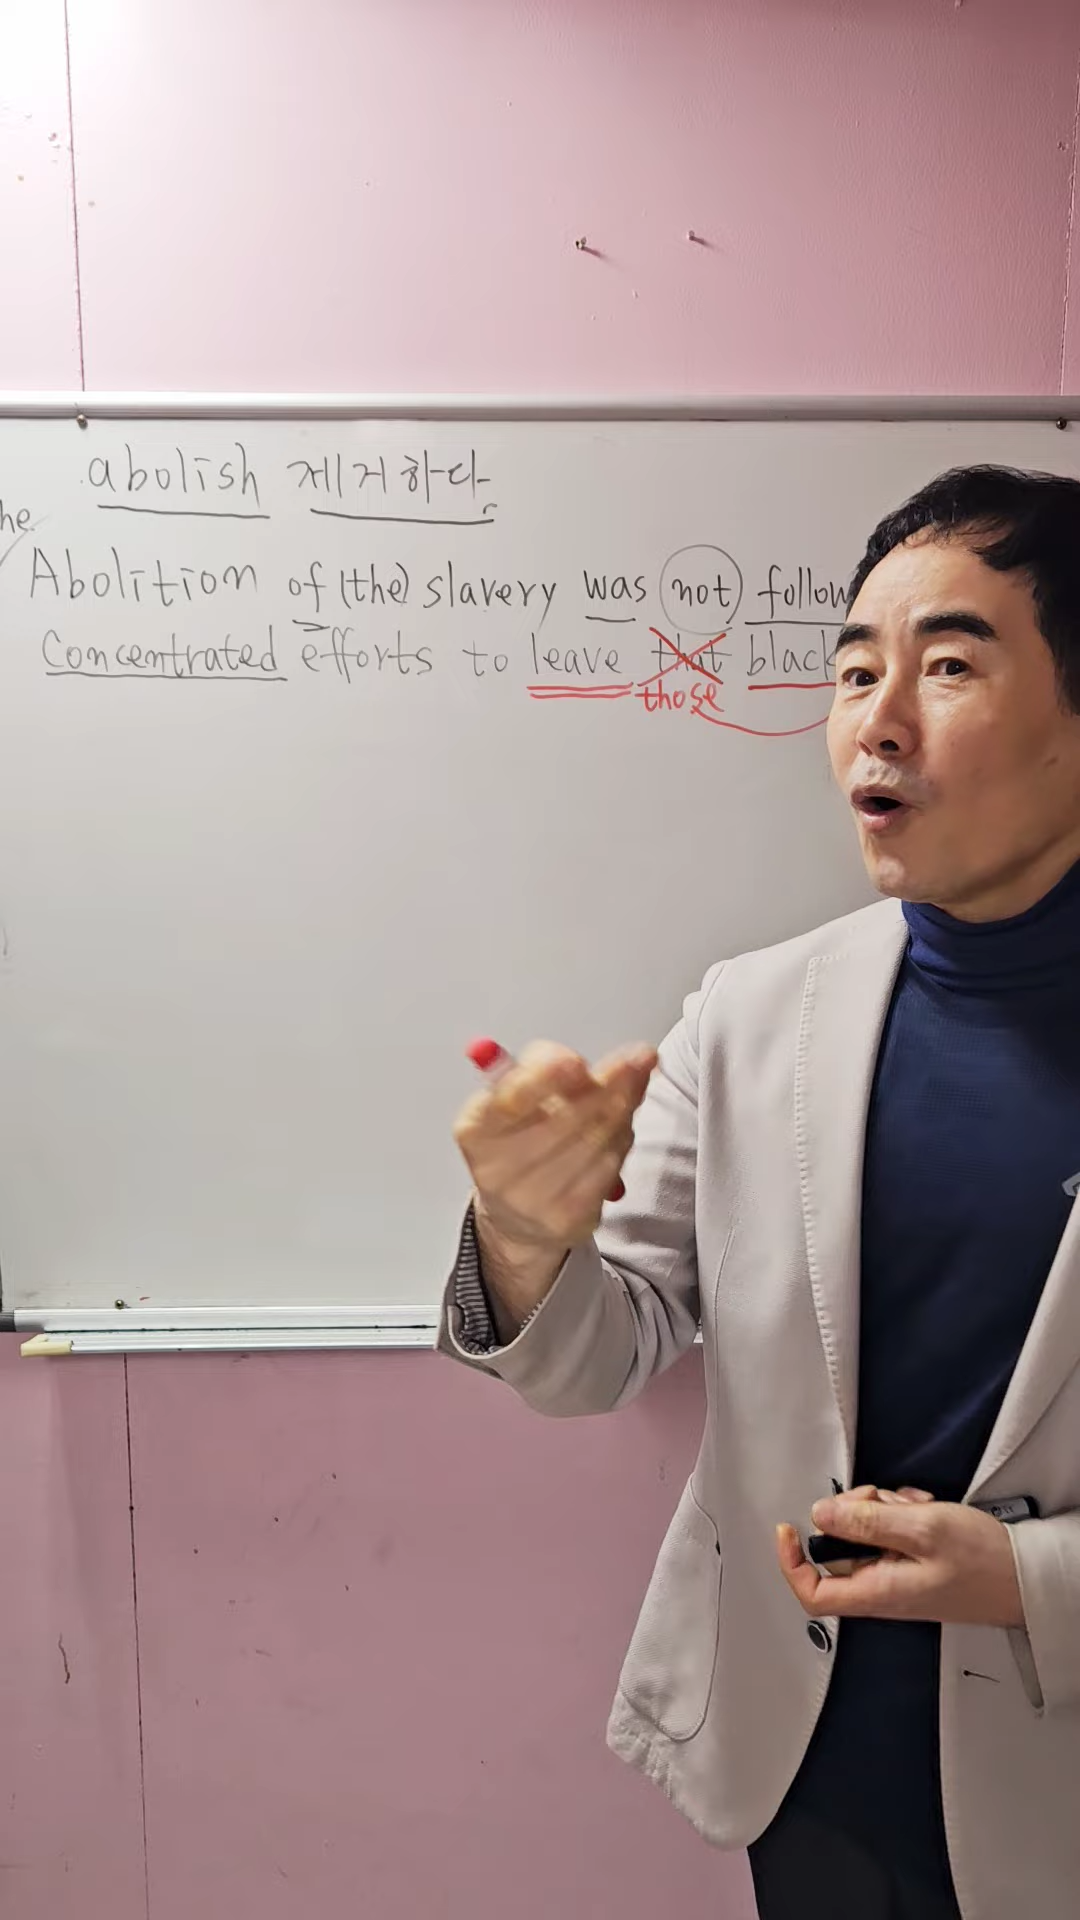 abolish 제거하다.
he
Abolition of (the) slavery was not follow
Concentrated efforts to leave that black
those